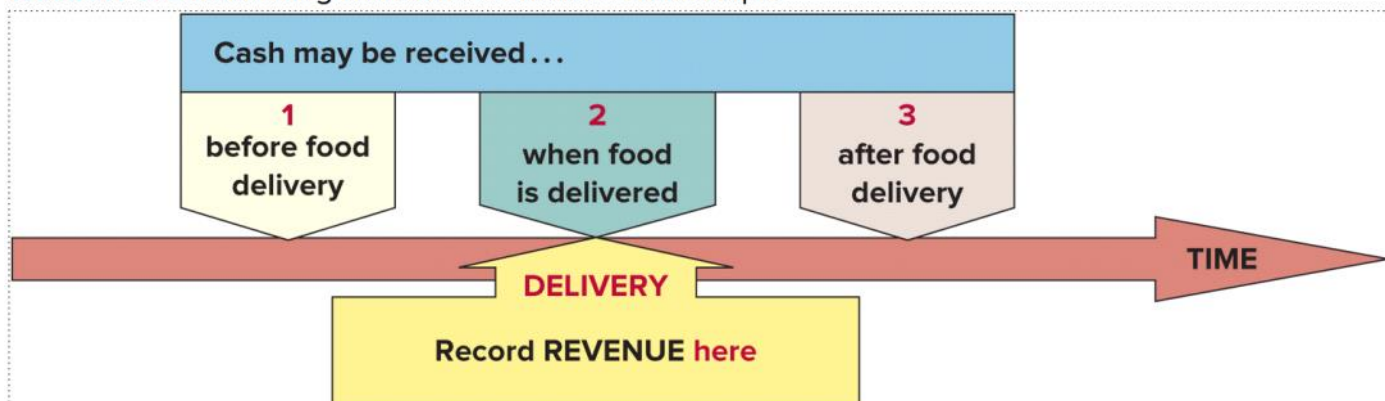 Cash may be received...
1
before food
delivery
2
when food
is delivered
3
after food
delivery
TIME
DELIVERY
Record REVENUE here